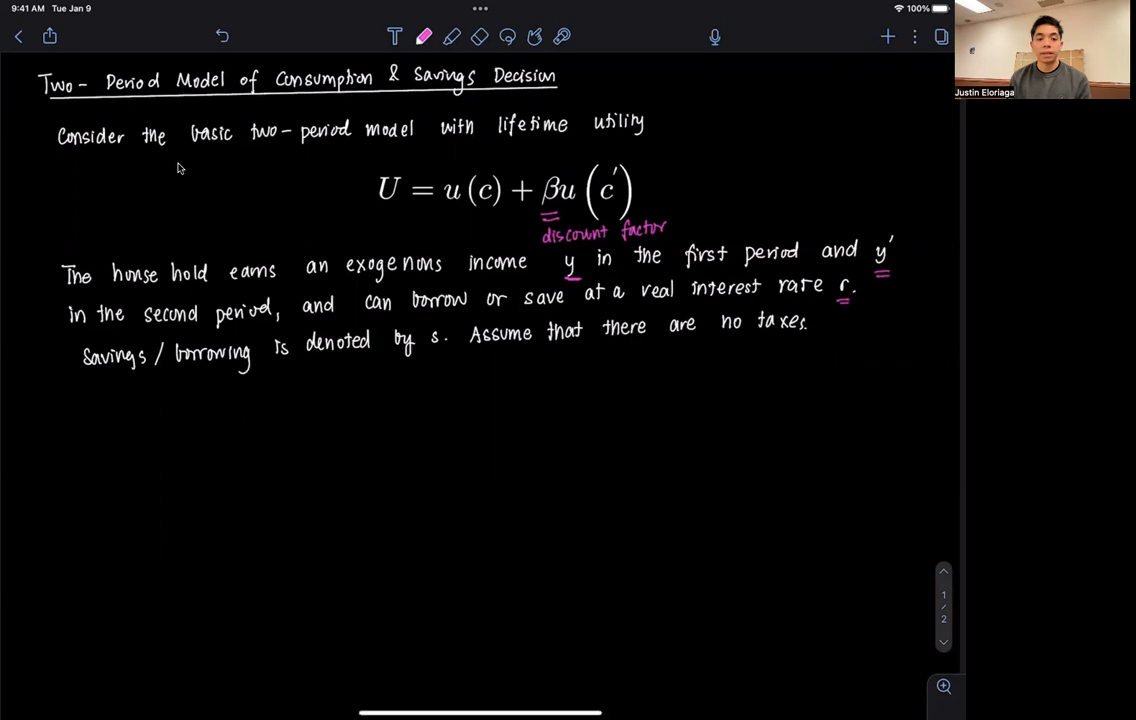 9:41 AM Tue Jan 9
100%
Justin Eloriaga
Two-Period Model of Consumption & Savings Decision
Consider the basic two-period model with lifetime utility
U = u(c) + βu(c′)
discount factor
The house hold earns an exogenous income y in the first period and y′
in the second period, and can borrow or save at a real interest rate r.
Savings/borrowing is denoted by s. Assume that there are no taxes.
1
/
2